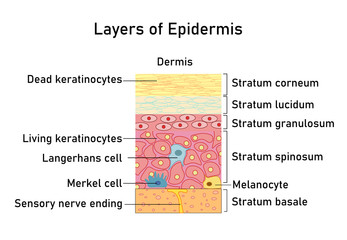 Layers of Epidermis
Dermis
Dead keratinocytes
Stratum corneum
Stratum lucidum
Stratum granulosum
Living keratinocytes
Langerhans cell
Stratum spinosum
Merkel cell
Melanocyte
Sensory nerve ending
Stratum basale